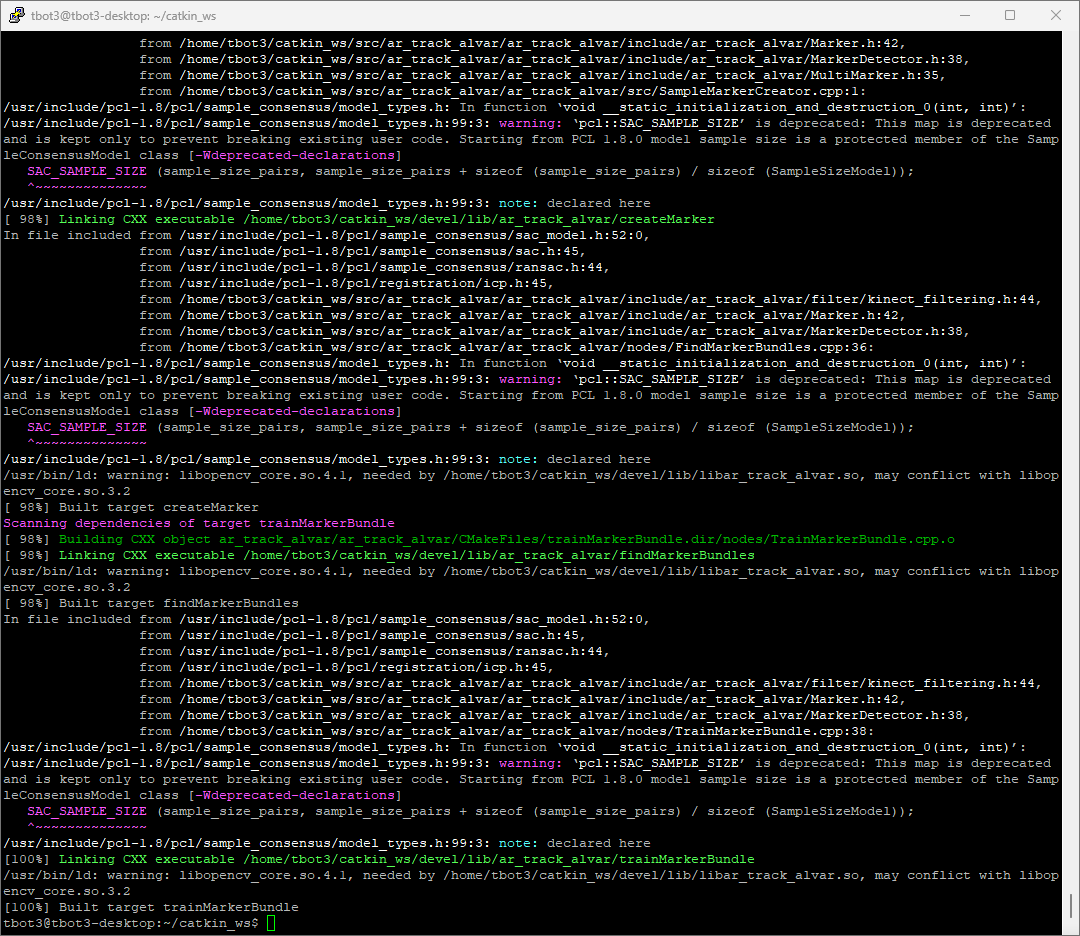 tbot3@tbot3-desktop: ~/catkin_ws
from /home/tbot3/catkin_ws/src/ar_track_alvar/ar_track_alvar/include/ar_track_alvar/Marker.h:42,
from /home/tbot3/catkin_ws/src/ar_track_alvar/ar_track_alvar/include/ar_track_alvar/MarkerDetector.h:38,
from /home/tbot3/catkin_ws/src/ar_track_alvar/ar_track_alvar/include/ar_track_alvar/MultiMarker.h:35,
from /home/tbot3/catkin_ws/src/ar_track_alvar/ar_track_alvar/src/SampleMarkerCreator.cpp:1:
/usr/include/pcl-1.8/pcl/sample_consensus/model_types.h: In function ‘void __static_initialization_and_destruction_0(int, int)’:
/usr/include/pcl-1.8/pcl/sample_consensus/model_types.h:99:3: warning: ‘pcl::SAC_SAMPLE_SIZE’ is deprecated: This map is deprecated
and is kept only to prevent breaking existing user code. Starting from PCL 1.8.0 model sample size is a protected member of the Samp
leConsensusModel class [-Wdeprecated-declarations]
SAC_SAMPLE_SIZE (sample_size_pairs, sample_size_pairs + sizeof (sample_size_pairs) / sizeof (SampleSizeModel));
^~~~~~~~~~~~~~~
/usr/include/pcl-1.8/pcl/sample_consensus/model_types.h:99:3: note: declared here
[ 98%] Linking CXX executable /home/tbot3/catkin_ws/devel/lib/ar_track_alvar/createMarker
In file included from /usr/include/pcl-1.8/pcl/sample_consensus/sac_model.h:52:0,
from /usr/include/pcl-1.8/pcl/sample_consensus/sac.h:45,
from /usr/include/pcl-1.8/pcl/sample_consensus/ransac.h:44,
from /usr/include/pcl-1.8/pcl/registration/icp.h:45,
from /home/tbot3/catkin_ws/src/ar_track_alvar/ar_track_alvar/include/ar_track_alvar/filter/kinect_filtering.h:44,
from /home/tbot3/catkin_ws/src/ar_track_alvar/ar_track_alvar/include/ar_track_alvar/Marker.h:42,
from /home/tbot3/catkin_ws/src/ar_track_alvar/ar_track_alvar/include/ar_track_alvar/MarkerDetector.h:38,
from /home/tbot3/catkin_ws/src/ar_track_alvar/ar_track_alvar/nodes/FindMarkerBundles.cpp:36:
/usr/include/pcl-1.8/pcl/sample_consensus/model_types.h: In function ‘void __static_initialization_and_destruction_0(int, int)’:
/usr/include/pcl-1.8/pcl/sample_consensus/model_types.h:99:3: warning: ‘pcl::SAC_SAMPLE_SIZE’ is deprecated: This map is deprecated
and is kept only to prevent breaking existing user code. Starting from PCL 1.8.0 model sample size is a protected member of the Samp
leConsensusModel class [-Wdeprecated-declarations]
SAC_SAMPLE_SIZE (sample_size_pairs, sample_size_pairs + sizeof (sample_size_pairs) / sizeof (SampleSizeModel));
^~~~~~~~~~~~~~~
/usr/include/pcl-1.8/pcl/sample_consensus/model_types.h:99:3: note: declared here
/usr/bin/ld: warning: libopencv_core.so.4.1, needed by /home/tbot3/catkin_ws/devel/lib/libar_track_alvar.so, may conflict with libop
encv_core.so.3.2
[ 98%] Built target createMarker
Scanning dependencies of target trainMarkerBundle
[ 98%] Building CXX object ar_track_alvar/ar_track_alvar/CMakeFiles/trainMarkerBundle.dir/nodes/TrainMarkerBundle.cpp.o
[ 98%] Linking CXX executable /home/tbot3/catkin_ws/devel/lib/ar_track_alvar/findMarkerBundles
/usr/bin/ld: warning: libopencv_core.so.4.1, needed by /home/tbot3/catkin_ws/devel/lib/libar_track_alvar.so, may conflict with libop
encv_core.so.3.2
[ 98%] Built target findMarkerBundles
In file included from /usr/include/pcl-1.8/pcl/sample_consensus/sac_model.h:52:0,
from /usr/include/pcl-1.8/pcl/sample_consensus/sac.h:45,
from /usr/include/pcl-1.8/pcl/sample_consensus/ransac.h:44,
from /usr/include/pcl-1.8/pcl/registration/icp.h:45,
from /home/tbot3/catkin_ws/src/ar_track_alvar/ar_track_alvar/include/ar_track_alvar/filter/kinect_filtering.h:44,
from /home/tbot3/catkin_ws/src/ar_track_alvar/ar_track_alvar/include/ar_track_alvar/Marker.h:42,
from /home/tbot3/catkin_ws/src/ar_track_alvar/ar_track_alvar/include/ar_track_alvar/MarkerDetector.h:38,
from /home/tbot3/catkin_ws/src/ar_track_alvar/ar_track_alvar/nodes/TrainMarkerBundle.cpp:38:
/usr/include/pcl-1.8/pcl/sample_consensus/model_types.h: In function ‘void __static_initialization_and_destruction_0(int, int)’:
/usr/include/pcl-1.8/pcl/sample_consensus/model_types.h:99:3: warning: ‘pcl::SAC_SAMPLE_SIZE’ is deprecated: This map is deprecated
and is kept only to prevent breaking existing user code. Starting from PCL 1.8.0 model sample size is a protected member of the Samp
leConsensusModel class [-Wdeprecated-declarations]
SAC_SAMPLE_SIZE (sample_size_pairs, sample_size_pairs + sizeof (sample_size_pairs) / sizeof (SampleSizeModel));
^~~~~~~~~~~~~~~
/usr/include/pcl-1.8/pcl/sample_consensus/model_types.h:99:3: note: declared here
[100%] Linking CXX executable /home/tbot3/catkin_ws/devel/lib/ar_track_alvar/trainMarkerBundle
/usr/bin/ld: warning: libopencv_core.so.4.1, needed by /home/tbot3/catkin_ws/devel/lib/libar_track_alvar.so, may conflict with libop
encv_core.so.3.2
[100%] Built target trainMarkerBundle
tbot3@tbot3-desktop:~/catkin_ws$